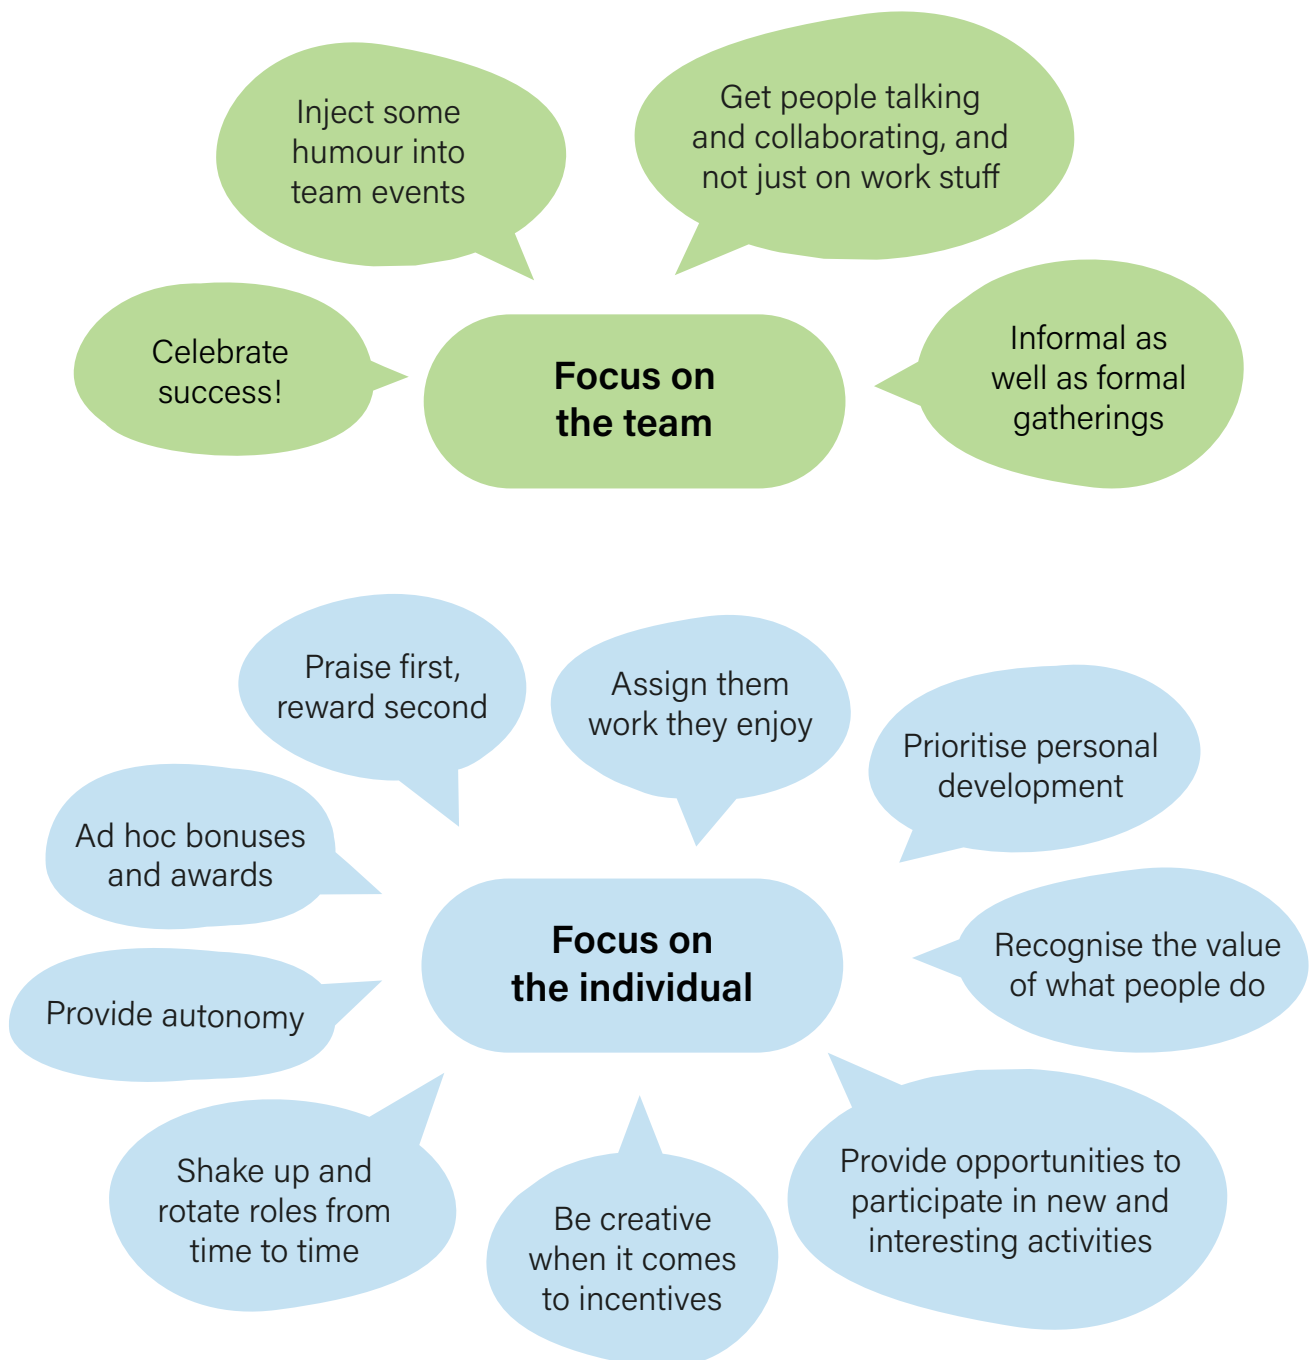 Inject some
humour into
team events
Get people talking
and collaborating, and
not just on work stuff
Celebrate
success!
Focus on
the team
Informal as
well as formal
gatherings
Praise first,
reward second
Assign them
work they enjoy
Prioritise personal
development
Ad hoc bonuses
and awards
Focus on
the individual
Recognise the value
of what people do
Provide autonomy
Shake up and
rotate roles from
time to time
Be creative
when it comes
to incentives
Provide opportunities to
participate in new and
interesting activities